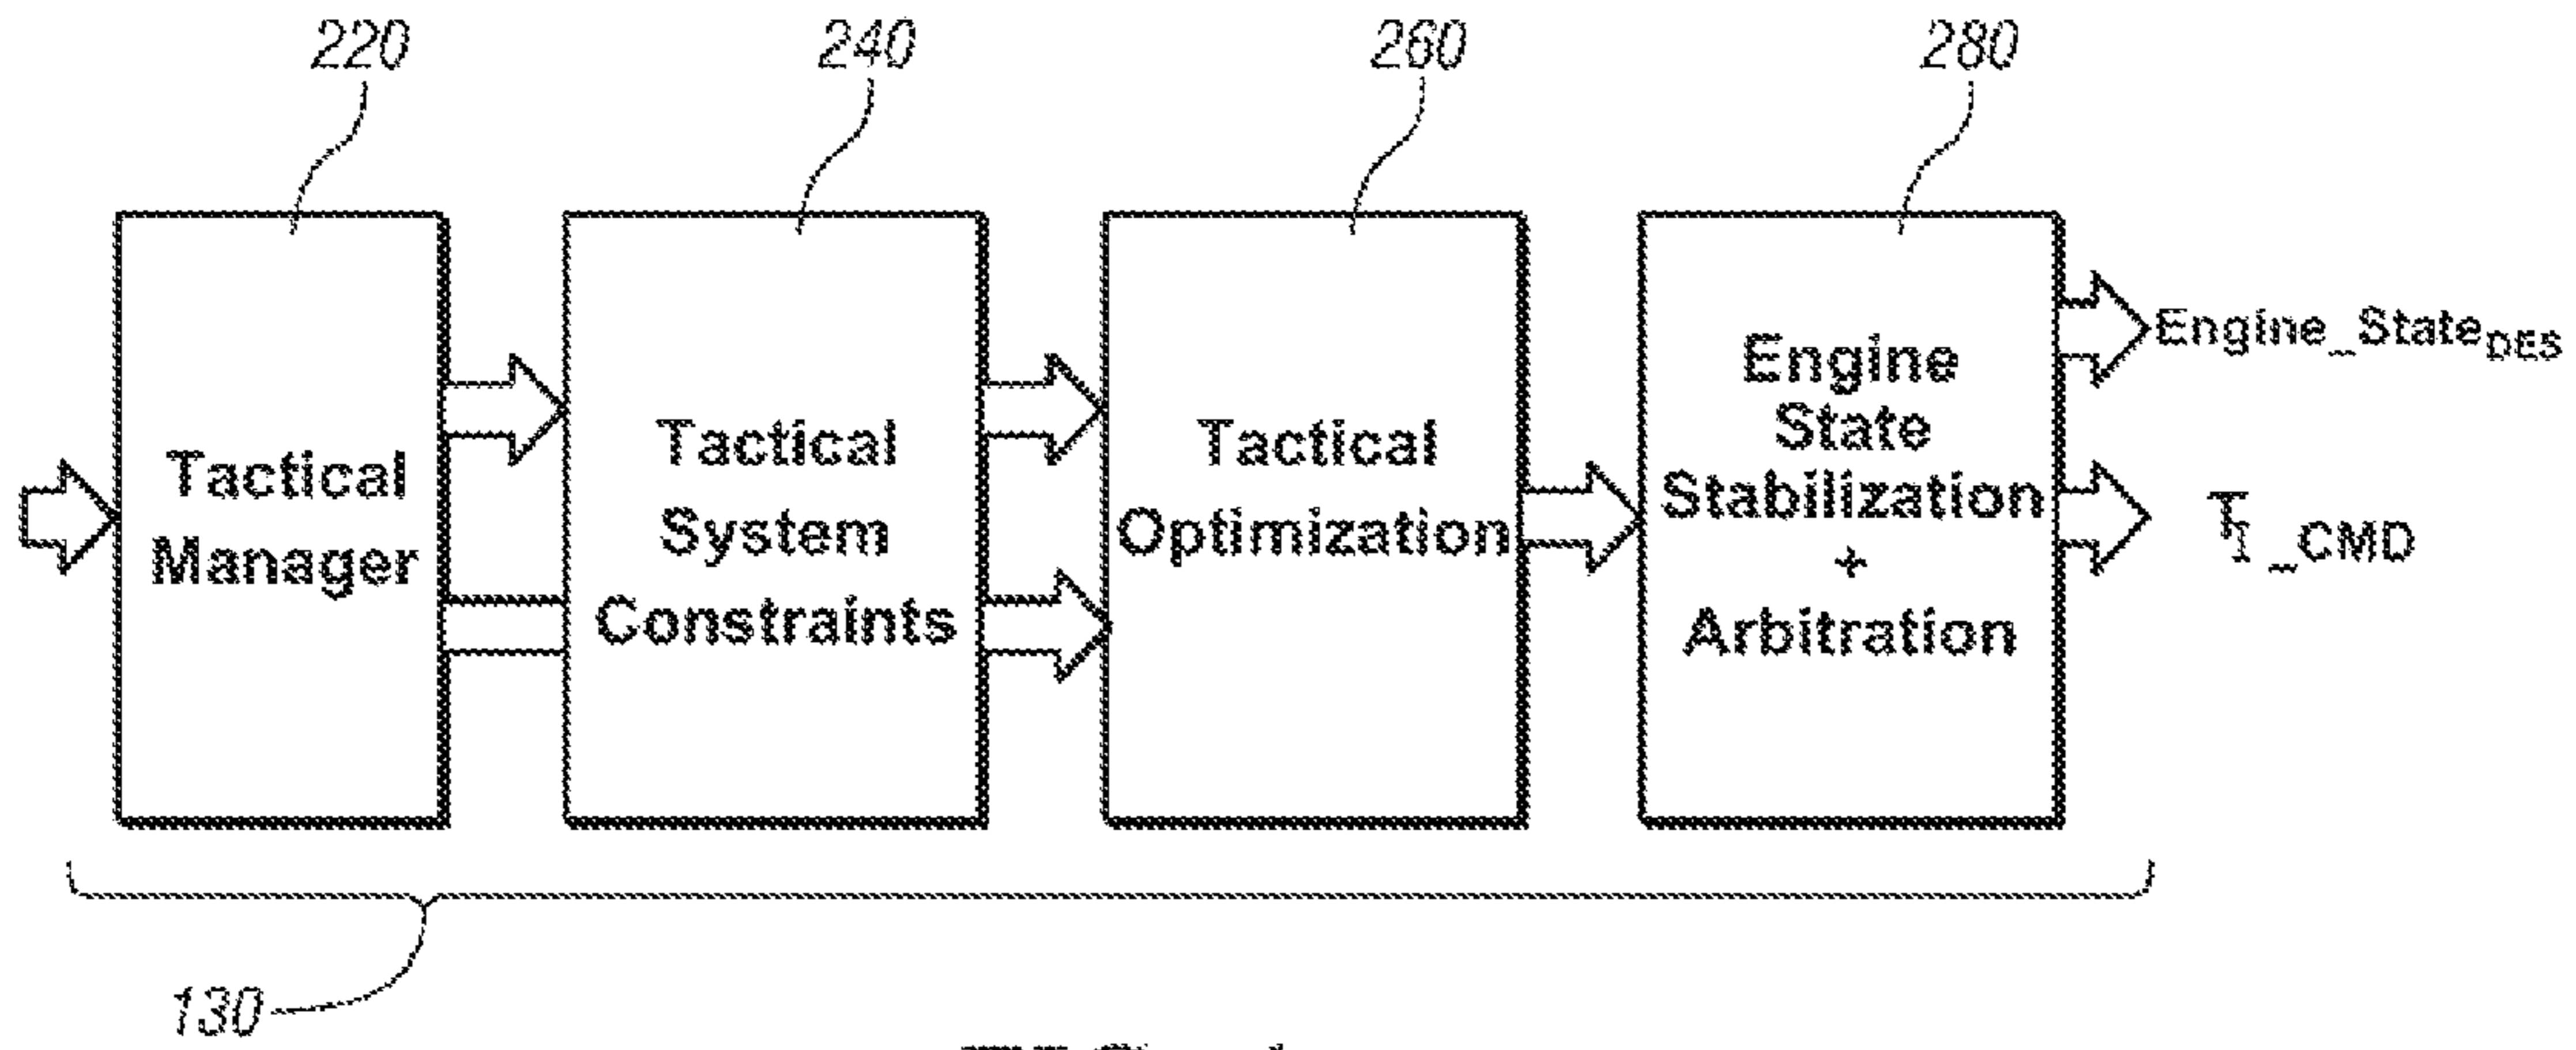 220
240
260
280
Tactical
Manager
Tactical
System
Constraints
Tactical
Optimization
Engine
State
Stabilization
+
Arbitration
Engine_StateDES
TI_CMD
130